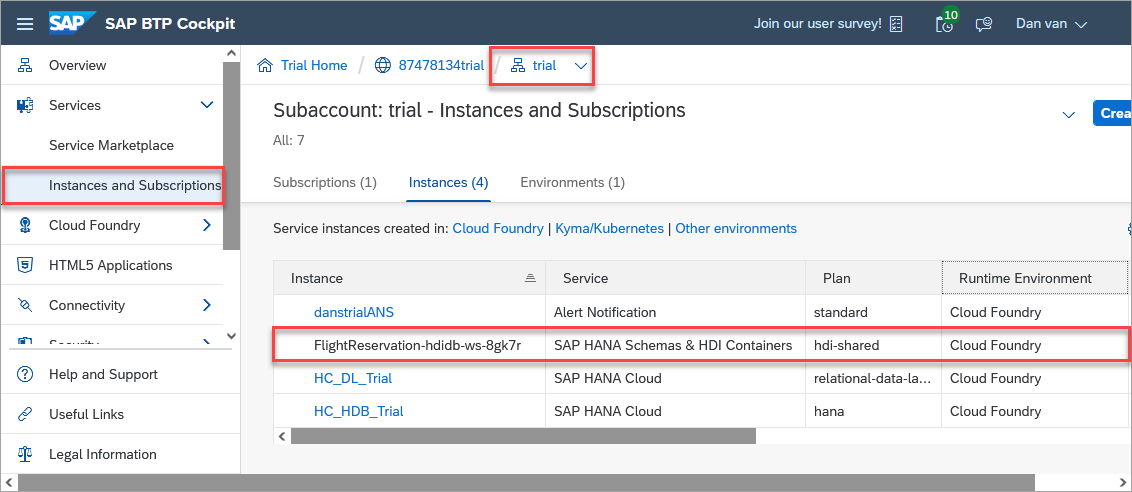 SAP SAP BTP Cockpit Join our user survey! 10 Dan van
Overview
Services
Service Marketplace
Instances and Subscriptions
Cloud Foundry
HTML5 Applications
Connectivity
Security
Help and Support
Useful Links
Legal Information
Trial Home / 87478134trial / trial
Subaccount: trial - Instances and Subscriptions
Crea
All: 7
Subscriptions (1) Instances (4) Environments (1)
Service instances created in: Cloud Foundry | Kyma/Kubernetes | Other environments
Instance Service Plan Runtime Environment
danstrialANS Alert Notification standard Cloud Foundry
FlightReservation-hdidb-ws-8gk7r SAP HANA Schemas & HDI Containers hdi-shared Cloud Foundry
HC_DL_Trial SAP HANA Cloud relational-data-la... Cloud Foundry
HC_HDB_Trial SAP HANA Cloud hana Cloud Foundry